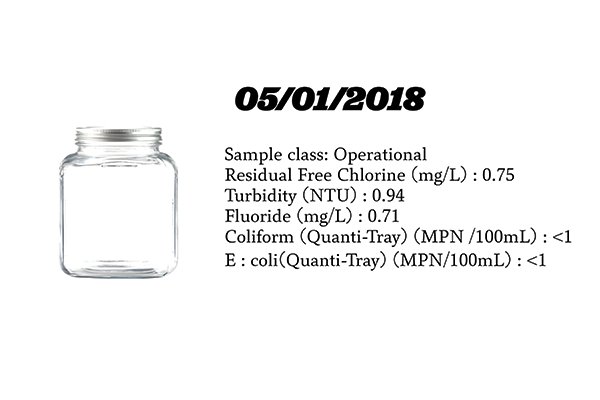 05/01/2018
Sample class: Operational
Residual Free Chlorine (mg/L) : 0.75
Turbidity (NTU) : 0.94
Fluoride (mg/L) : 0.71
Coliform (Quanti-Tray) (MPN /100mL) : <1
E : coli(Quanti-Tray) (MPN/100mL) : <1